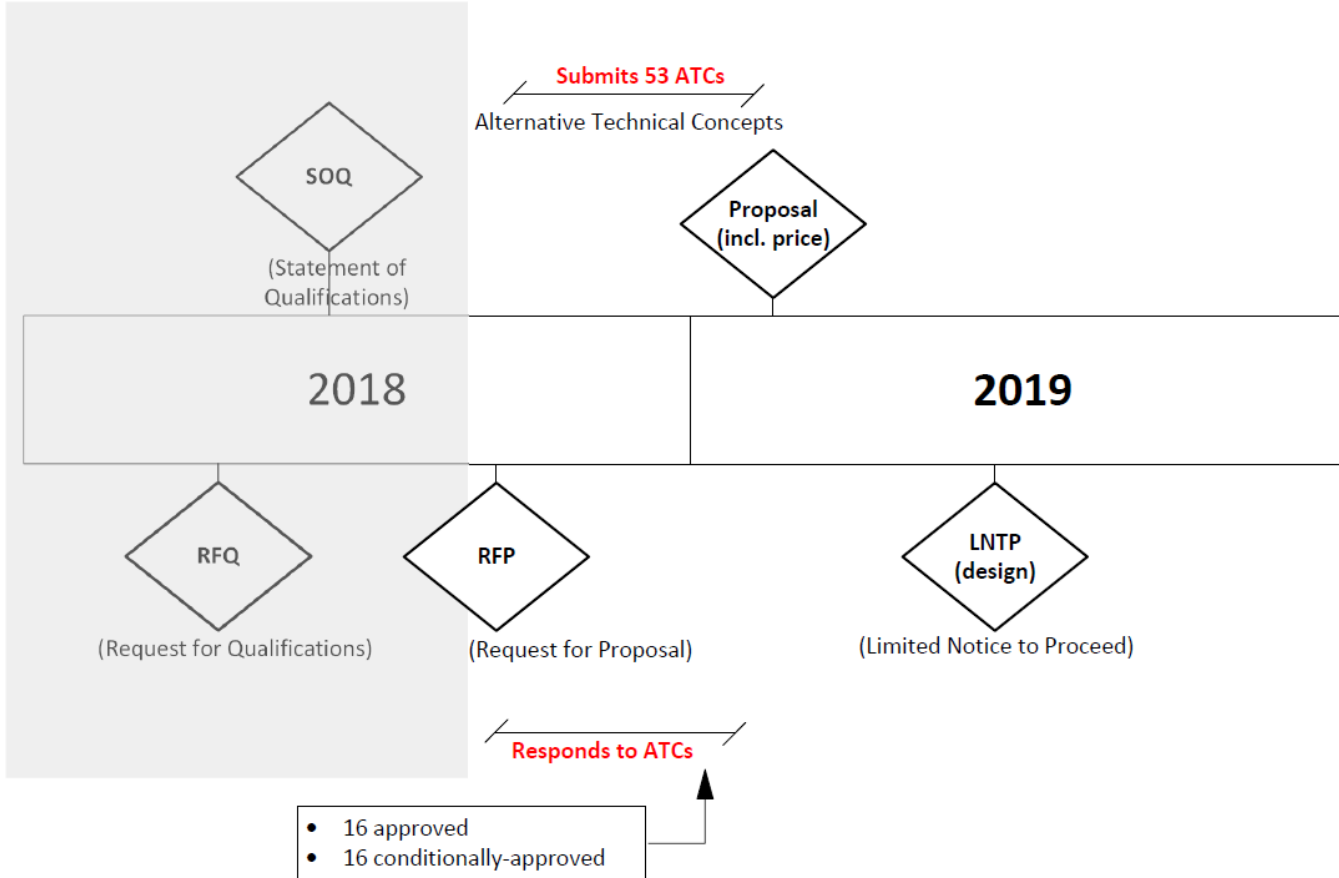 Submits 53 ATCs
Alternative Technical Concepts
SOQ
(Statement of
Qualifications)
Proposal
(incl. price)
2018
2019
RFQ
(Request for Qualifications)
RFP
(Request for Proposal)
LNTP
(design)
(Limited Notice to Proceed)
Responds to ATCs
• 16 approved
• 16 conditionally-approved